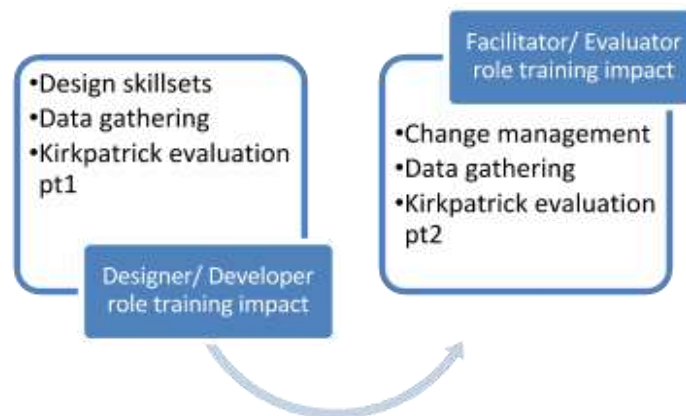 •Design skillsets
•Data gathering
•Kirkpatrick evaluation
pt1
Designer/ Developer
role training impact
Facilitator/ Evaluator
role training impact
•Change management
•Data gathering
•Kirkpatrick evaluation
pt2